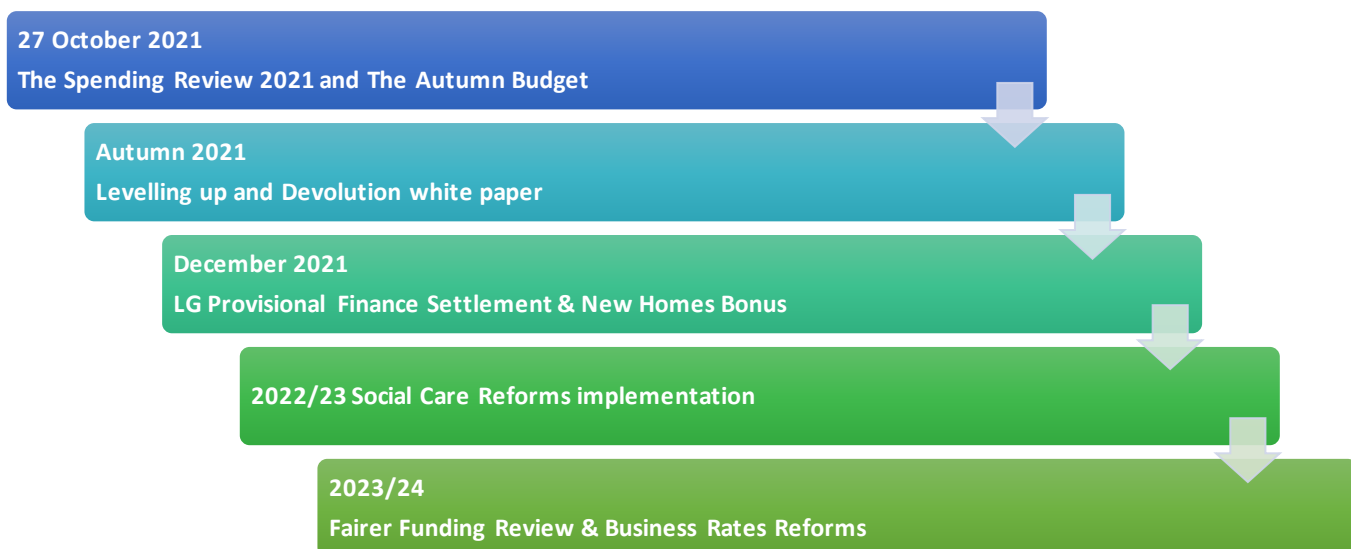 27 October 2021
The Spending Review 2021 and The Autumn Budget
Autumn 2021
Levelling up and Devolution white paper
December 2021
LG Provisional Finance Settlement & New Homes Bonus
2022/23 Social Care Reforms implementation
2023/24
Fairer Funding Review & Business Rates Reforms